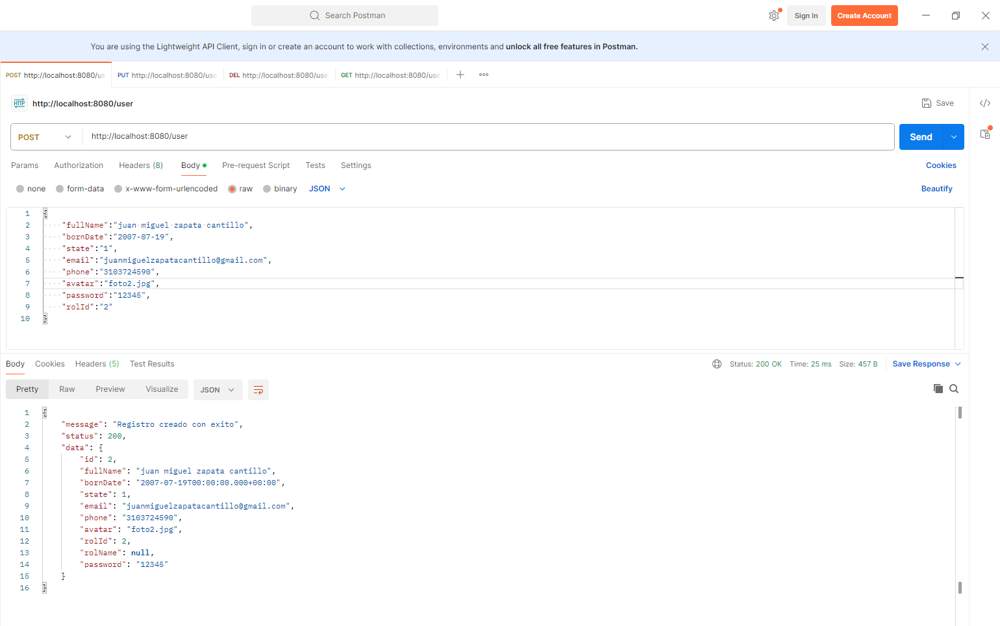 Search Postman
Sign In
Create Account
You are using the Lightweight API Client, sign in or create an account to work with collections, environments and unlock all free features in Postman.
POST http://localhost:8080/us PUT http://localhost:8080/use DEL http://localhost:8080/use GET http://localhost:8080/use
HTTP http://localhost:8080/user Save
POST http://localhost:8080/user Send
Params Authorization Headers (8) Body Pre-request Script Tests Settings Cookies
none form-data x-www-form-urlencoded raw binary JSON Beautify
1 {
2 "fullName":"juan miguel zapata cantillo",
3 "bornDate":"2007-07-19",
4 "state":"1",
5 "email":"juanmiguelzapatacantillo@gmail.com",
6 "phone":"3103724590",
7 "avatar":"foto2.jpg",
8 "password":"12345",
9 "rolId":"2"
10 }
Body Cookies Headers (5) Test Results Status: 200 OK Time: 25 ms Size: 457 B Save Response
Pretty Raw Preview Visualize JSON
1 {
2 "message": "Registro creado con exito",
3 "status": 200,
4 "data": {
5 "id": 2,
6 "fullName": "juan miguel zapata cantillo",
7 "bornDate": "2007-07-19T00:00:00.000+00:00",
8 "state": 1,
9 "email": "juanmiguelzapatacantillo@gmail.com",
10 "phone": "3103724590",
11 "avatar": "foto2.jpg",
12 "rolId": 2,
13 "rolName": null,
14 "password": "12345"
15 }
16 }